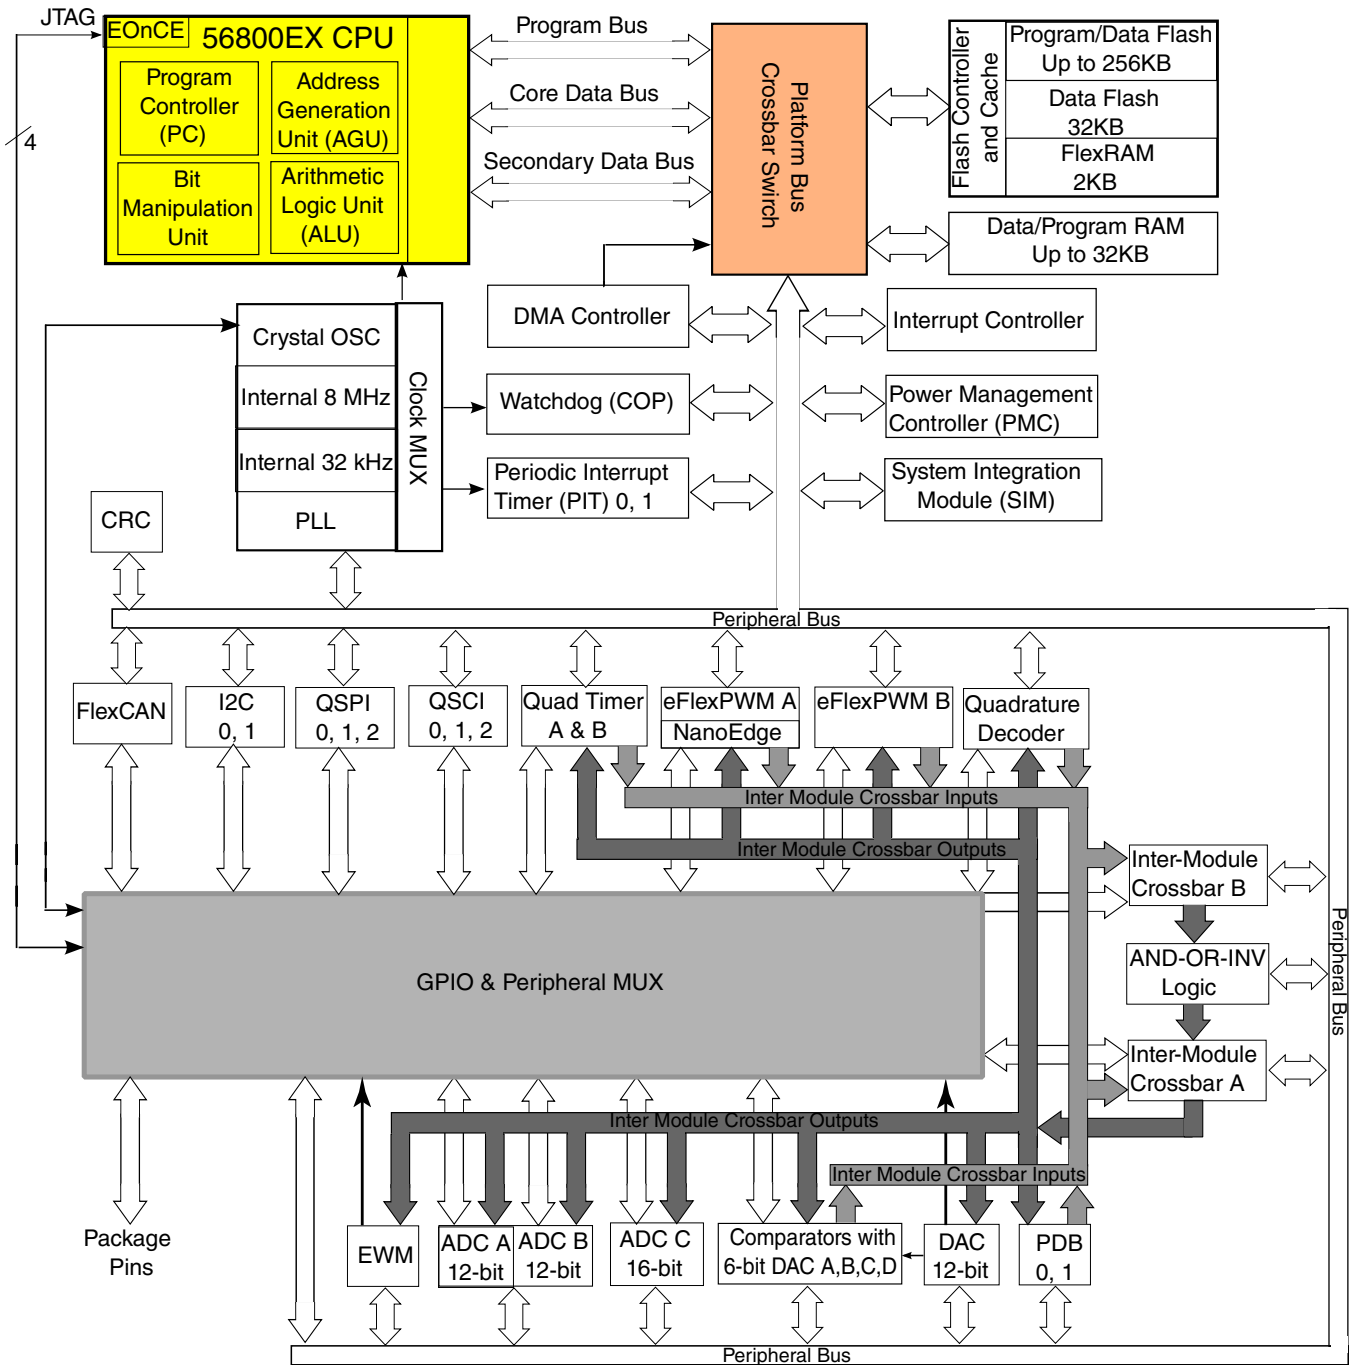 JTAG
EOnCE
56800EX CPU
Program
Controller
(PC)
Address
Generation
Unit (AGU)
Bit
Manipulation
Unit
Arithmetic
Logic Unit
(ALU)
4
Program Bus
Core Data Bus
Secondary Data Bus
Platform Bus
Crossbar Swirch
Flash Controller
and Cache
Program/Data Flash
Up to 256KB
Data Flash
32KB
FlexRAM
2KB
Data/Program RAM
Up to 32KB
Crystal OSC
Internal 8 MHz
Internal 32 kHz
PLL
Clock MUX
DMA Controller
Watchdog (COP)
Periodic Interrupt
Timer (PIT) 0, 1
Interrupt Controller
Power Management
Controller (PMC)
System Integration
Module (SIM)
CRC
Peripheral Bus
FlexCAN
I2C
0, 1
QSPI
0, 1, 2
QSCI
0, 1, 2
Quad Timer
A & B
eFlexPWM A
NanoEdge
eFlexPWM B
Quadrature
Decoder
Inter Module Crossbar Inputs
Inter Module Crossbar Outputs
Inter-Module
Crossbar B
AND-OR-INV
Logic
Inter-Module
Crossbar A
Peripheral Bus
GPIO & Peripheral MUX
Inter Module Crossbar Outputs
Inter Module Crossbar Inputs
Package
Pins
EWM
ADC A
12-bit
ADC B
12-bit
ADC C
16-bit
Comparators with
6-bit DAC A,B,C,D
DAC
12-bit
PDB
0, 1
Peripheral Bus